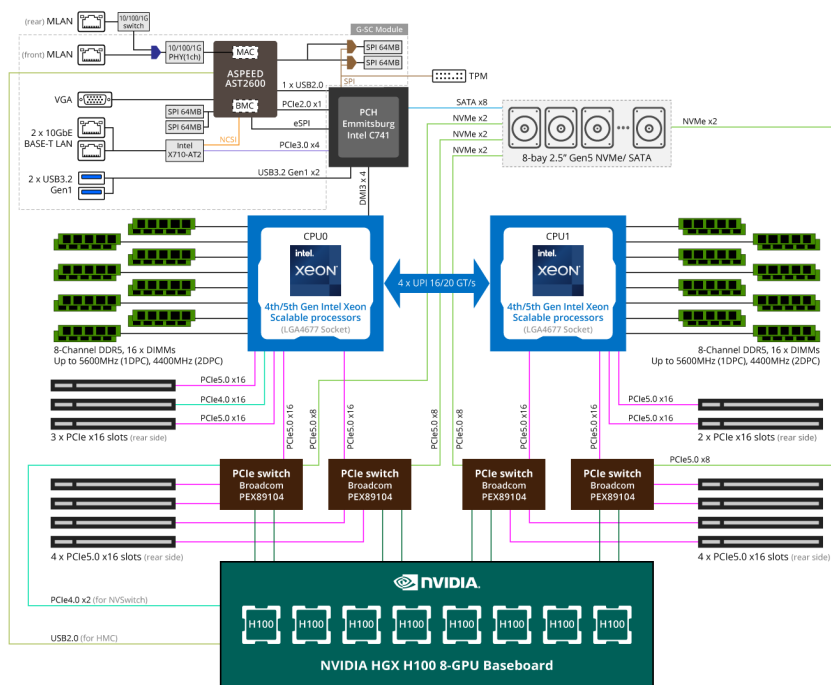 (rear) MLAN
10/100/1G
switch
G-SC Module
(front) MLAN
10/100/1G
PHY(1ch)
MAC
ASPEED
AST2600
BMC
SPI 64MB
SPI 64MB
SPI
TPM
VGA
SPI 64MB
SPI 64MB
1 x USB2.0
PCIe2.0 x1
eSPI
PCH
Emmitsburg
Intel C741
SATA x8
NVMe x2
NVMe x2
NVMe x2
NVMe x2
8-bay 2.5” Gen5 NVMe/ SATA
2 x 10GbE
BASE-T LAN
Intel
X710-AT2
NCSI
PCIe3.0 x4
2 x USB3.2
Gen1
USB3.2 Gen1 x2
DMI3 x 4
CPU0
intel.
XEON
4th/5th Gen Intel Xeon
Scalable processors
(LGA4677 Socket)
4 x UPI 16/20 GT/s
CPU1
intel.
XEON
4th/5th Gen Intel Xeon
Scalable processors
(LGA4677 Socket)
8-Channel DDR5, 16 x DIMMs
Up to 5600MHz (1DPC), 4400MHz (2DPC)
8-Channel DDR5, 16 x DIMMs
Up to 5600MHz (1DPC), 4400MHz (2DPC)
PCIe5.0 x16
PCIe4.0 x16
PCIe5.0 x16
3 x PCIe x16 slots (rear side)
PCIe5.0 x16
PCIe5.0 x8
PCIe5.0 x16
PCIe5.0 x8
PCIe5.0 x8
PCIe5.0 x16
PCIe5.0 x16
PCIe5.0 x16
PCIe5.0 x16
2 x PCIe x16 slots (rear side)
PCIe5.0 x8
PCIe switch
Broadcom
PEX89104
PCIe switch
Broadcom
PEX89104
PCIe switch
Broadcom
PEX89104
PCIe switch
Broadcom
PEX89104
4 x PCIe5.0 x16 slots (rear side)
4 x PCIe5.0 x16 slots (rear side)
PCIe4.0 x2 (for NVSwitch)
USB2.0 (for HMC)
NVIDIA.
H100 H100 H100 H100 H100 H100 H100 H100
NVIDIA HGX H100 8-GPU Baseboard